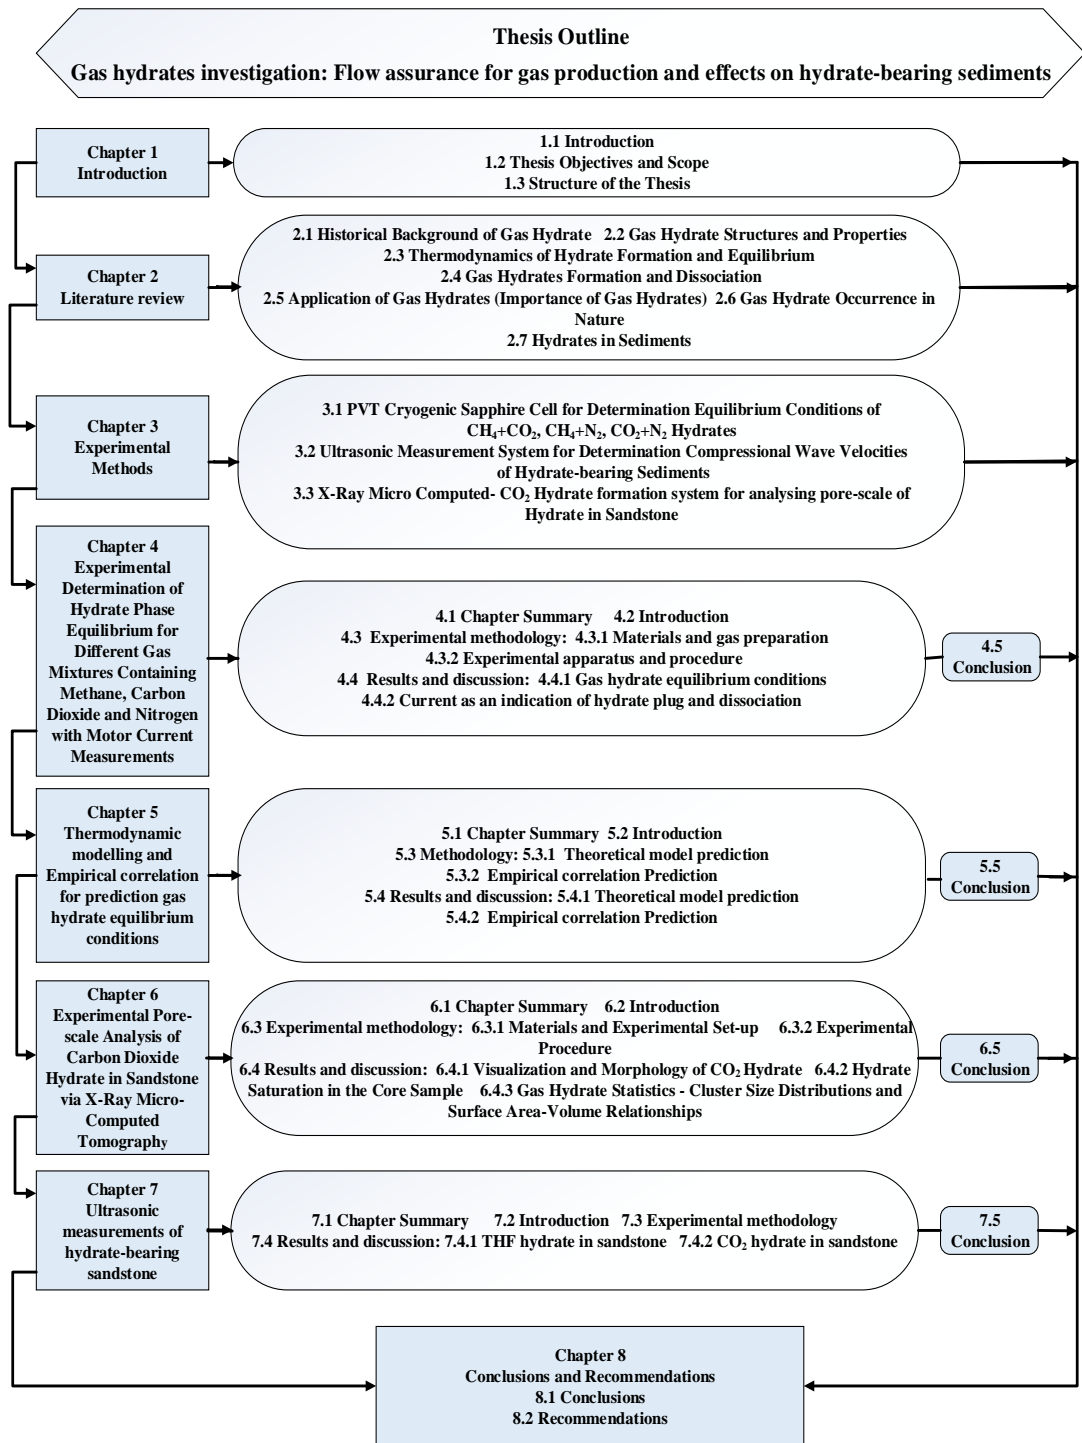 Thesis Outline
Gas hydrates investigation: Flow assurance for gas production and effects on hydrate-bearing sediments
Chapter 1
Introduction
1.1 Introduction
1.2 Thesis Objectives and Scope
1.3 Structure of the Thesis
Chapter 2
Literature review
2.1 Historical Background of Gas Hydrate 2.2 Gas Hydrate Structures and Properties
2.3 Thermodynamics of Hydrate Formation and Equilibrium
2.4 Gas Hydrates Formation and Dissociation
2.5 Application of Gas Hydrates (Importance of Gas Hydrates) 2.6 Gas Hydrate Occurrence in
Nature
2.7 Hydrates in Sediments
Chapter 3
Experimental
Methods
3.1 PVT Cryogenic Sapphire Cell for Determination Equilibrium Conditions of
CH₄+CO₂, CH₄+N₂, CO₂+N₂ Hydrates
3.2 Ultrasonic Measurement System for Determination Compressional Wave Velocities
of Hydrate-bearing Sediments
3.3 X-Ray Micro Computed- CO₂ Hydrate formation system for analysing pore-scale of
Hydrate in Sandstone
Chapter 4
Experimental
Determination of
Hydrate Phase
Equilibrium for
Different Gas
Mixtures Containing
Methane, Carbon
Dioxide and Nitrogen
with Motor Current
Measurements
4.1 Chapter Summary 4.2 Introduction
4.3 Experimental methodology: 4.3.1 Materials and gas preparation
4.3.2 Experimental apparatus and procedure
4.4 Results and discussion: 4.4.1 Gas hydrate equilibrium conditions
4.4.2 Current as an indication of hydrate plug and dissociation
4.5
Conclusion
Chapter 5
Thermodynamic
modelling and
Empirical correlation
for prediction gas
hydrate equilibrium
conditions
5.1 Chapter Summary 5.2 Introduction
5.3 Methodology: 5.3.1 Theoretical model prediction
5.3.2 Empirical correlation Prediction
5.4 Results and discussion: 5.4.1 Theoretical model prediction
5.4.2 Empirical correlation Prediction
5.5
Conclusion
Chapter 6
Experimental Pore-
scale Analysis of
Carbon Dioxide
Hydrate in Sandstone
via X-Ray Micro-
Computed
Tomography
6.1 Chapter Summary 6.2 Introduction
6.3 Experimental methodology: 6.3.1 Materials and Experimental Set-up 6.3.2 Experimental
Procedure
6.4 Results and discussion: 6.4.1 Visualization and Morphology of CO₂ Hydrate 6.4.2 Hydrate
Saturation in the Core Sample 6.4.3 Gas Hydrate Statistics - Cluster Size Distributions and
Surface Area-Volume Relationships
6.5
Conclusion
Chapter 7
Ultrasonic
measurements of
hydrate-bearing
sandstone
7.1 Chapter Summary 7.2 Introduction 7.3 Experimental methodology
7.4 Results and discussion: 7.4.1 THF hydrate in sandstone 7.4.2 CO₂ hydrate in sandstone
7.5
Conclusion
Chapter 8
Conclusions and Recommendations
8.1 Conclusions
8.2 Recommendations